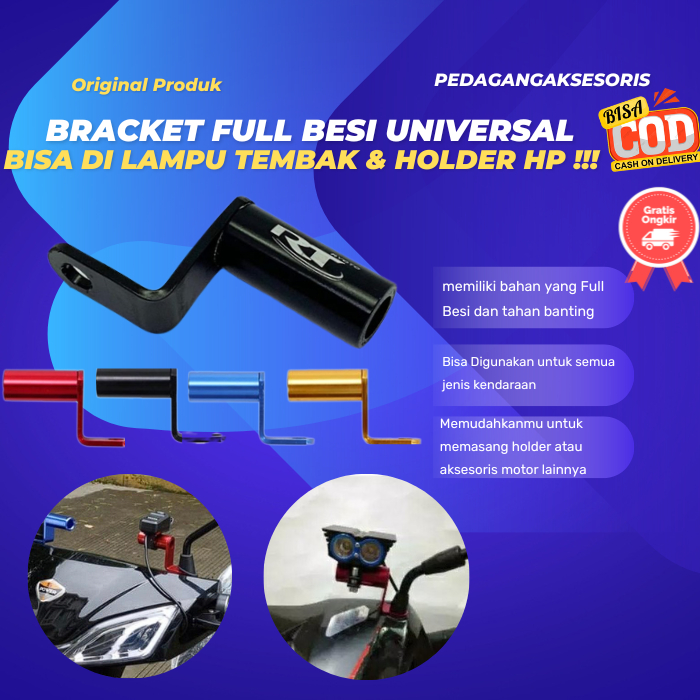 Original Produk
PEDAGANGAKSESORIS
BRACKET FULL BESI UNIVERSAL
BISA DI LAMPU TEMBAK & HOLDER HP !!!
BISA
COD
CASH ON DELIVERY
Gratis
Ongkir
RT
memiliki bahan yang Full
Besi dan tahan banting
Bisa Digunakan untuk semua
jenis kendaraan
Memudahkanmu untuk
memasang holder atau
aksesoris motor lainnya